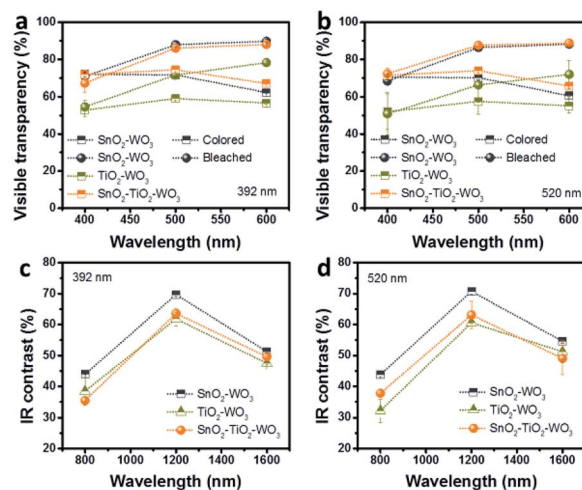 a
100
80
60
40
20
0
Visible transparency (%)
SnO2-WO3 Colored
SnO2-WO3 Bleached
TiO2-WO3
SnO2-TiO2-WO3 392 nm
400 450 500 550 600
Wavelength (nm)
b
100
80
60
40
20
0
Visible transparency (%)
SnO2-WO3 Colored
SnO2-WO3 Bleached
TiO2-WO3
SnO2-TiO2-WO3 520 nm
400 450 500 550 600
Wavelength (nm)
c
392 nm
80
70
60
50
40
30
20
IR contrast (%)
SnO2-WO3
TiO2-WO3
SnO2-TiO2-WO3
800 1000 1200 1400 1600
Wavelength (nm)
d
520 nm
80
70
60
50
40
30
20
IR contrast (%)
SnO2-WO3
TiO2-WO3
SnO2-TiO2-WO3
800 1000 1200 1400 1600
Wavelength (nm)